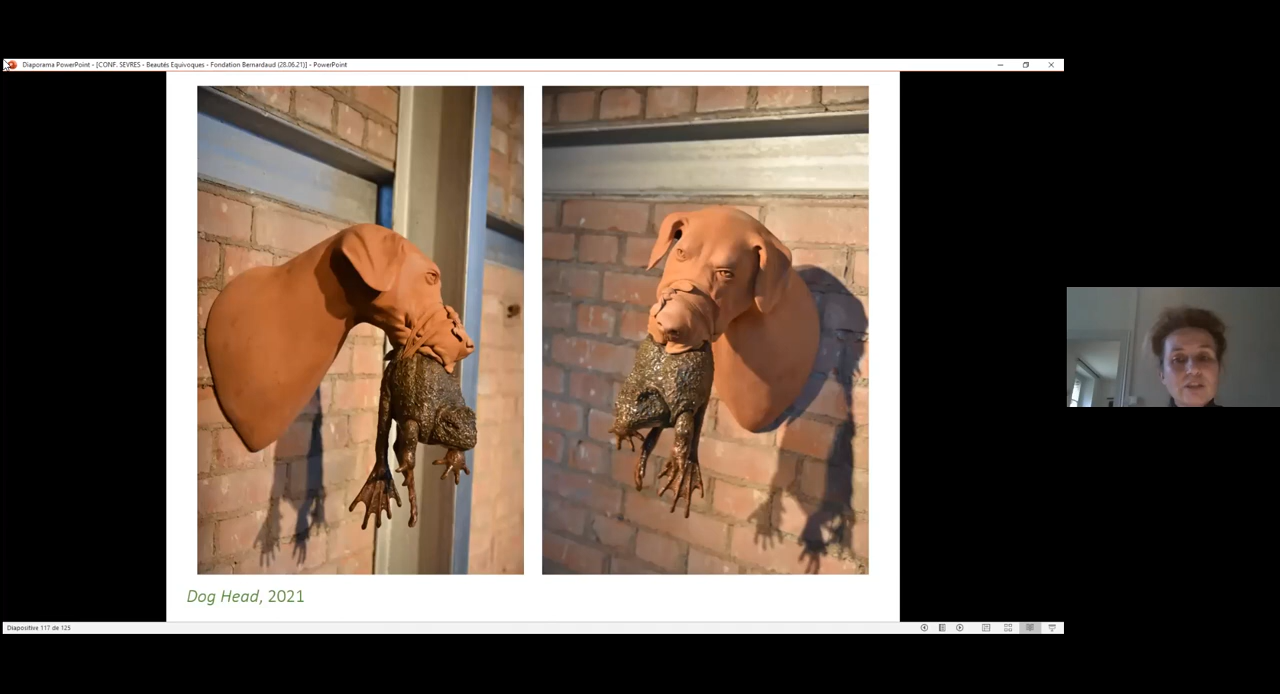 Diaporama PowerPoint - [CONF. SEVRES - Beautés Equivoques - Fondation Bernardaud (28.06.21)] - PowerPoint
Dog Head, 2021
Diapositive 117 de 125